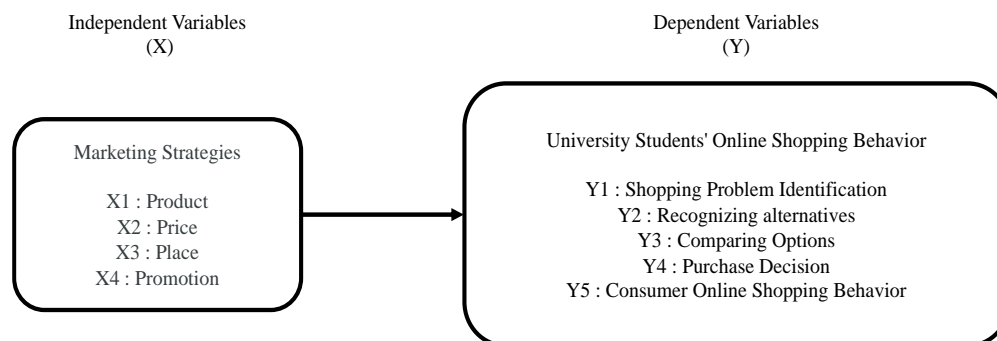 Independent Variables
(X)
Dependent Variables
(Y)
Marketing Strategies
X1 : Product
X2 : Price
X3 : Place
X4 : Promotion
University Students' Online Shopping Behavior
Y1 : Shopping Problem Identification
Y2 : Recognizing alternatives
Y3 : Comparing Options
Y4 : Purchase Decision
Y5 : Consumer Online Shopping Behavior